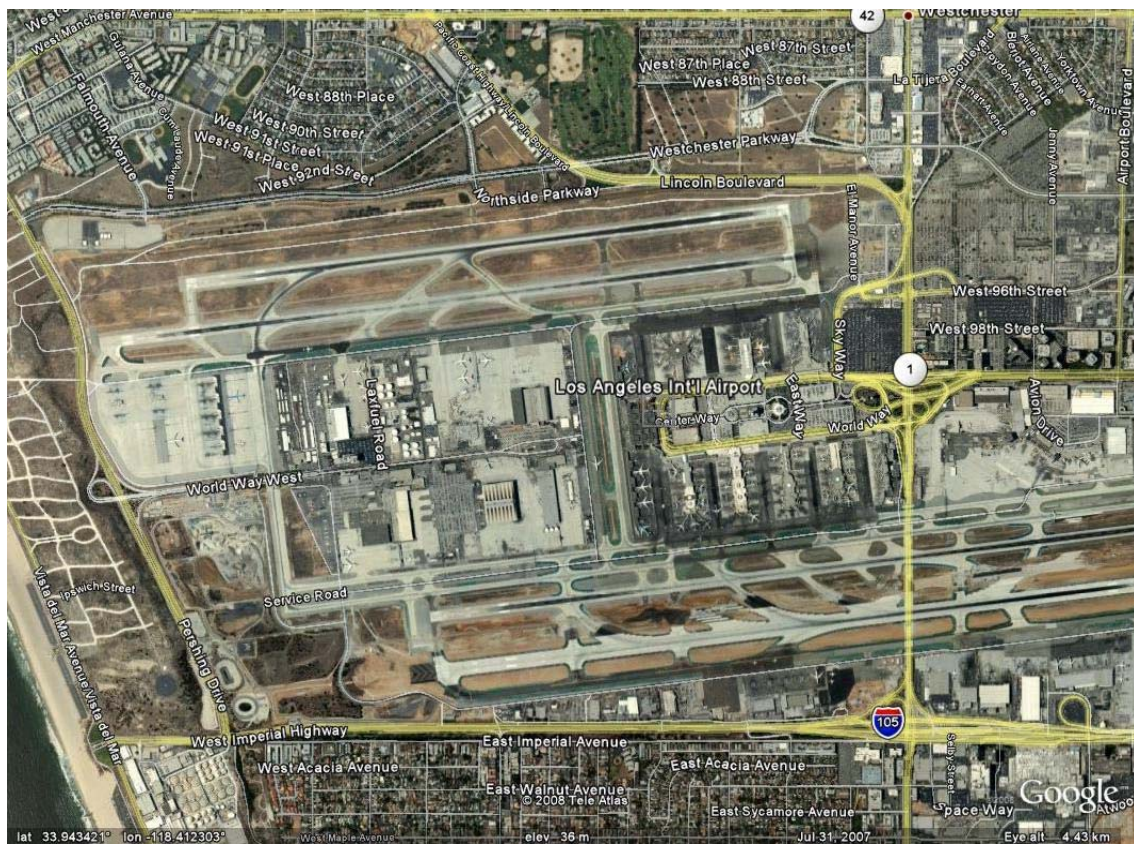 West Manchester Avenue
42
Westchester
Guiana Avenue
Falmouth Avenue
Cum Laude Avenue
Pacific Coast Highway
Lincoln Boulevard
West 87th Street
West 87th Place
West 88th Street
La Tijera Boulevard
Bleriot Avenue
Croydon Avenue
Airlane Avenue
Yorktown Avenue
Earhart Avenue
Jenny Avenue
Airport Boulevard
West 88th Place
West 90th Street
West 91st Street
West 91st Place
West 92nd Street
Westchester Parkway
Northside Parkway
Lincoln Boulevard
El Manor Avenue
West 96th Street
Sky Way
West 98th Street
1
Los Angeles Int'l Airport
Laxfuel Road
Center Way
East Way
World Way
Avion Drive
World Way West
Ipswich Street
Service Road
Vista del Mar Avenue
Vista del Mar
Pershing Drive
West Imperial Highway
East Imperial Avenue
105
West Acacia Avenue
East Acacia Avenue
East Walnut Avenue
© 2008 Tele Atlas
East Sycamore Avenue
Selby Street
Space Way
Google
West Maple Avenue
lat 33.943421° lon -118.412303° elev 36 m Jul 31, 2007 Eye alt 4.43 km